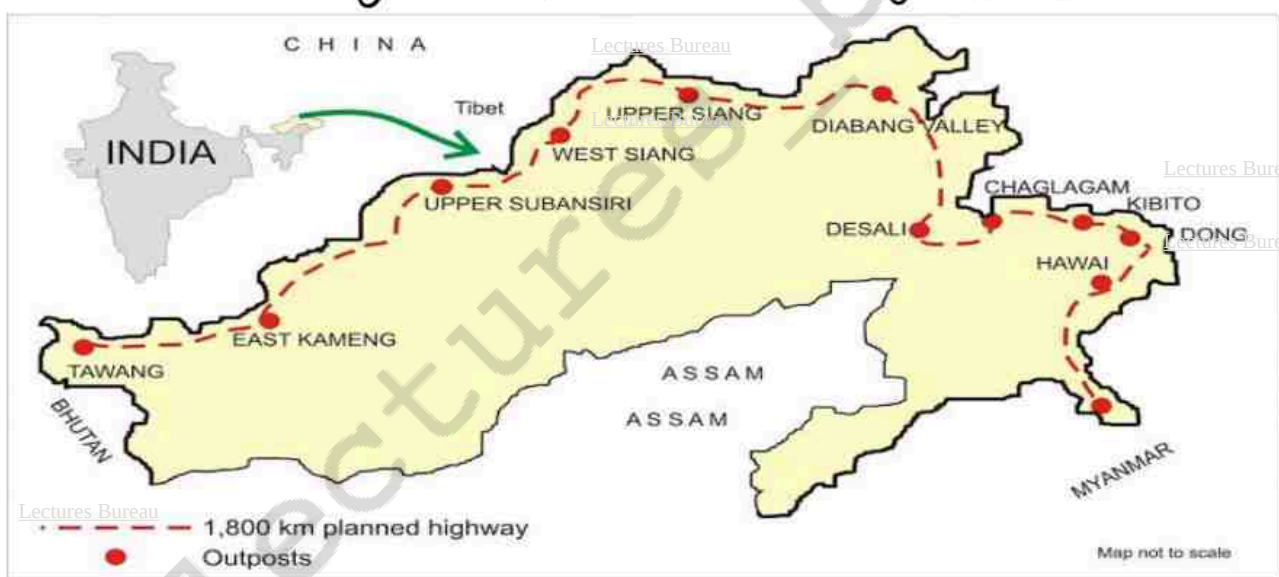 CHINA
Lectures Bureau
Tibet
INDIA
UPPER SIANG
Lectures Bureau
DIABANG VALLEY
WEST SIANG
Lectures Bure
CHAGLAGAM
UPPER SUBANSIRI
KIBITO
DESALI
DONG
Lectures Bure
HAWAI
EAST KAMENG
TAWANG
ASSAM
ASSAM
BHUTAN
MYANMAR
Lectures Bureau
1,800 km planned highway
Outposts
Map not to scale